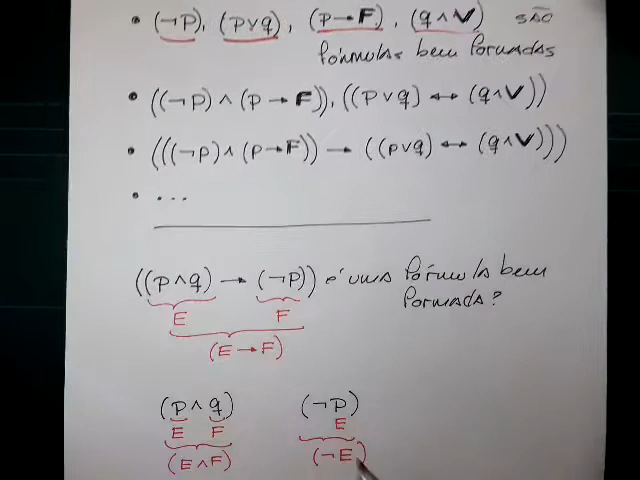 • (¬P), (P∨q), (P→F), (q∧V) são
fórmulas bem formadas
• ((¬P)∧(P→F)), ((P∨q)↔(q∧V))
• (((¬P)∧(P→F))→((P∨q)↔(q∧V)))
• ...
((P∧q)→(¬P)) é uma fórmula bem
formada?
E F
(E→F)
(P∧q) (¬P)
E F E
(E∧F) (¬E)